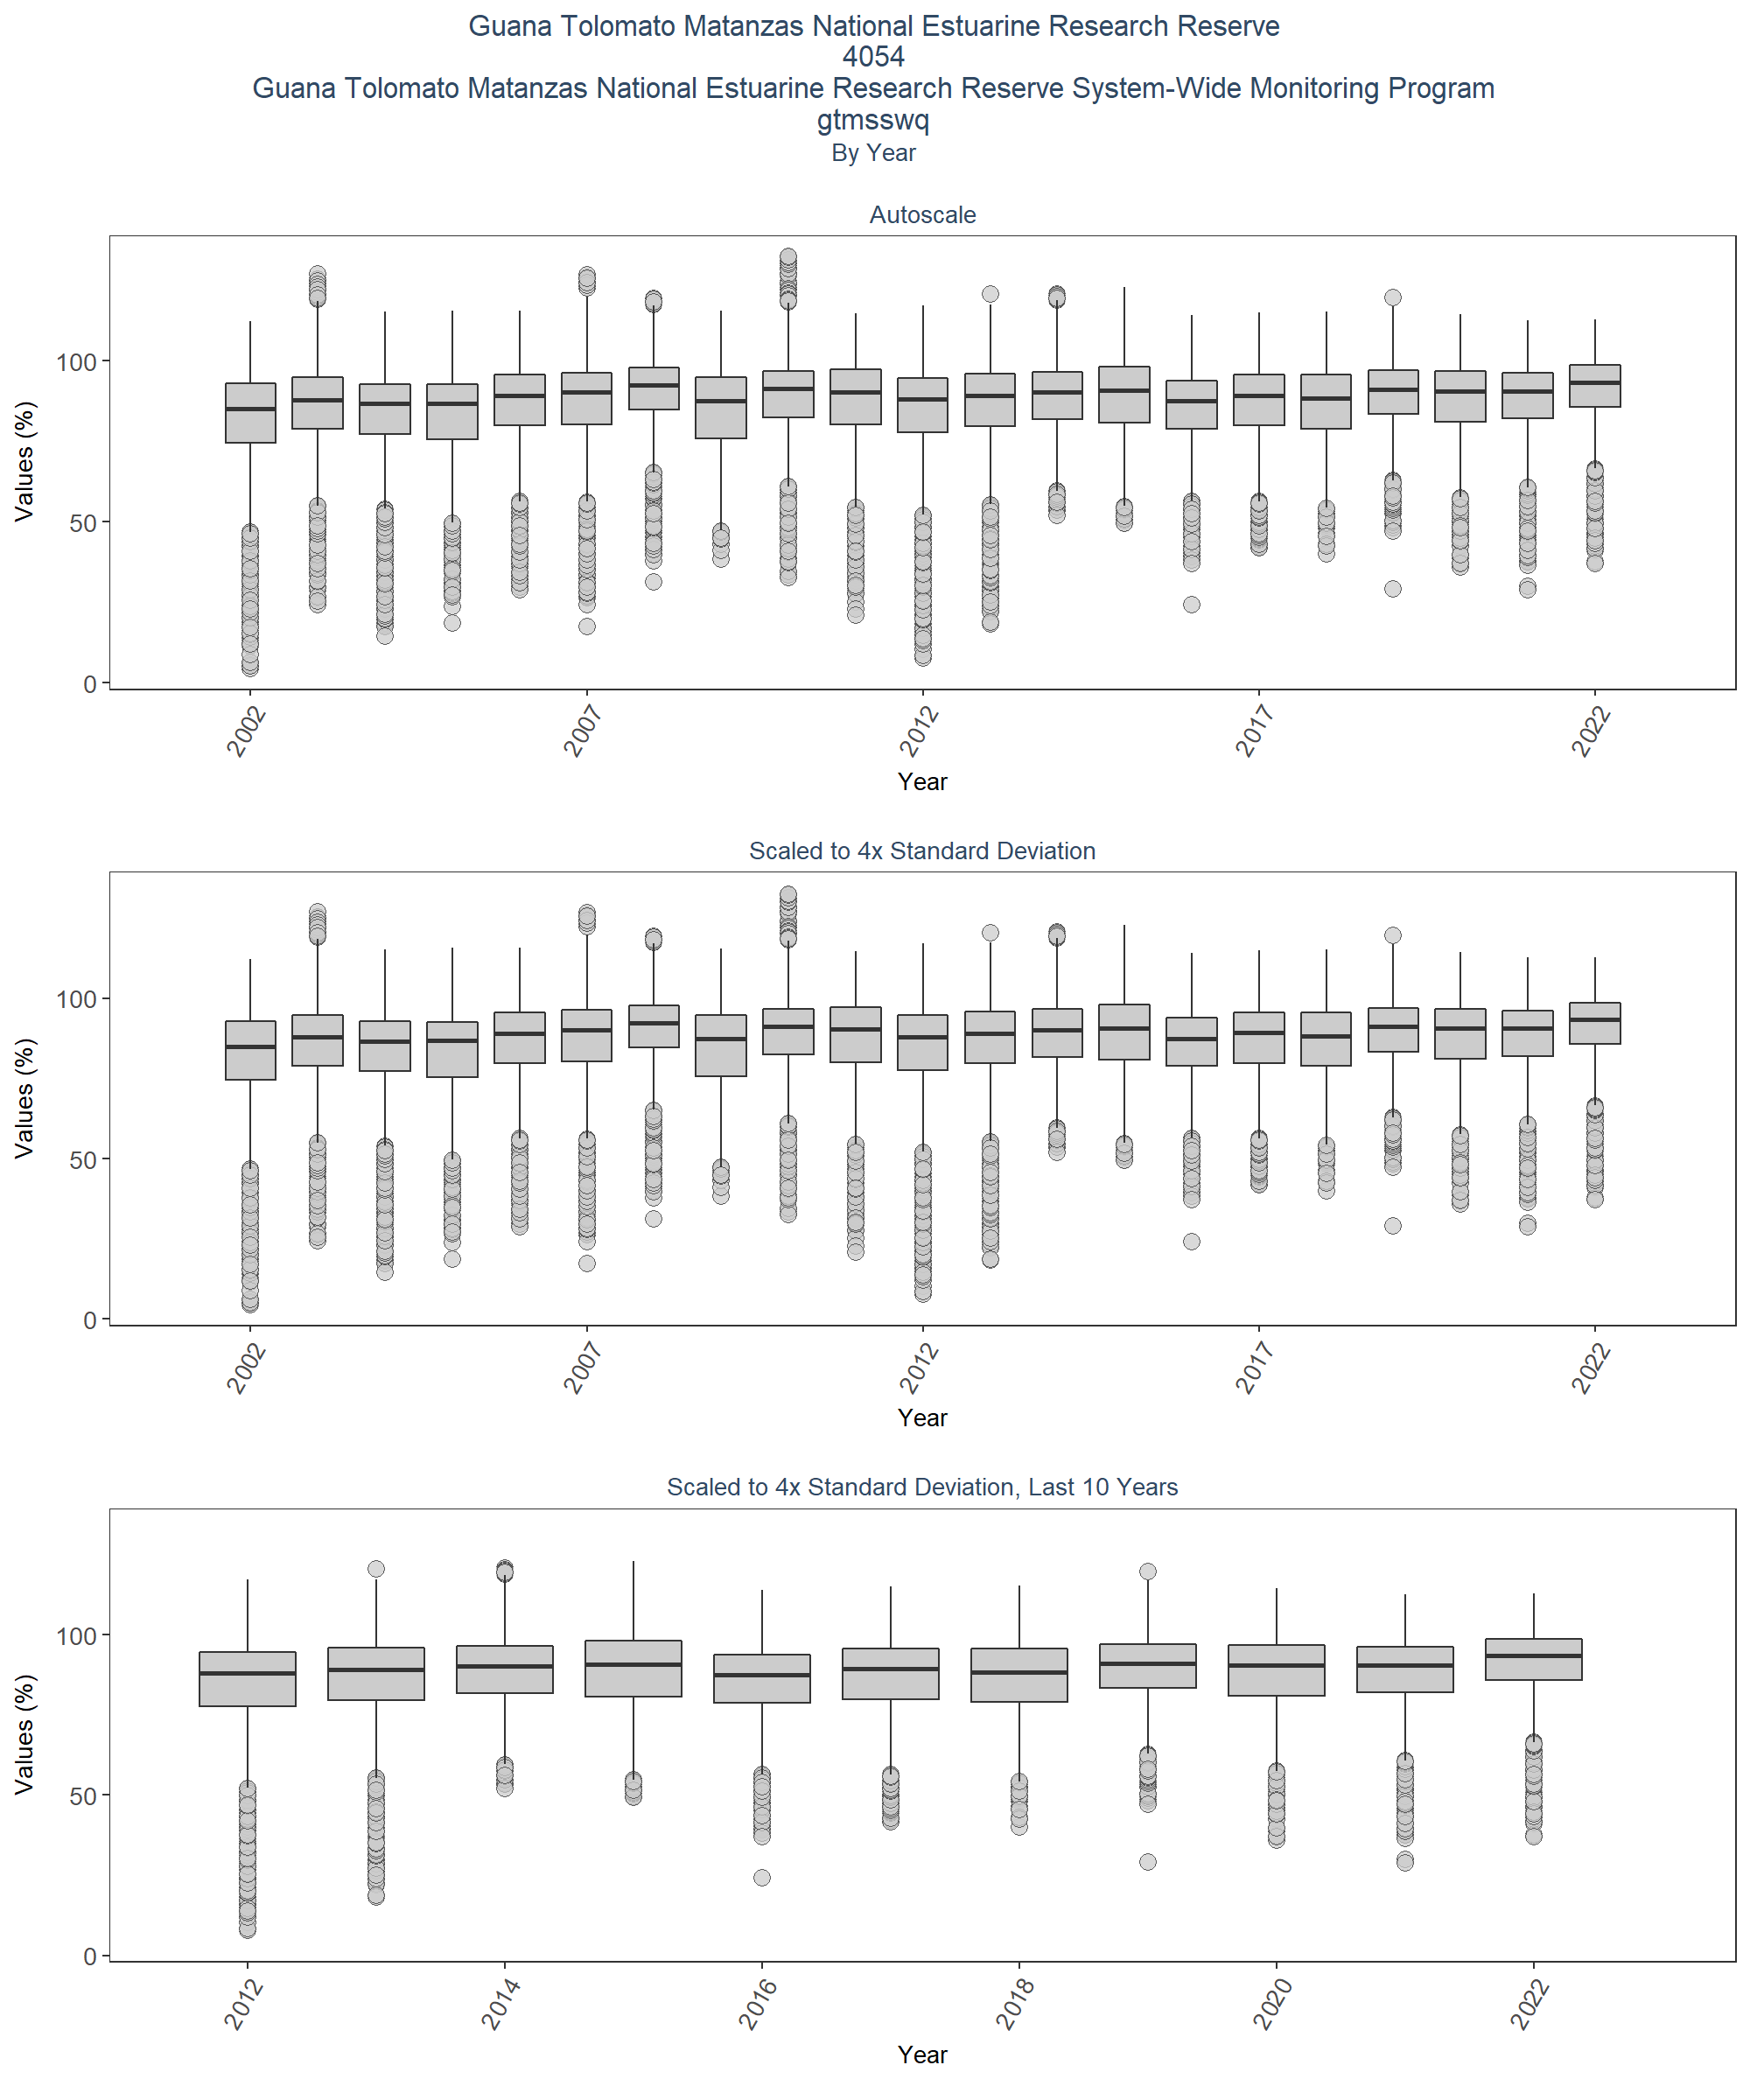 Guana Tolomato Matanzas National Estuarine Research Reserve
4054
Guana Tolomato Matanzas National Estuarine Research Reserve System-Wide Monitoring Program
gtmsswq
By Year
Autoscale
Values (%)
100
50
0
2002 2007 2012 2017 2022
Year
Scaled to 4x Standard Deviation
Values (%)
100
50
0
2002 2007 2012 2017 2022
Year
Scaled to 4x Standard Deviation, Last 10 Years
Values (%)
100
50
0
2012 2014 2016 2018 2020 2022
Year